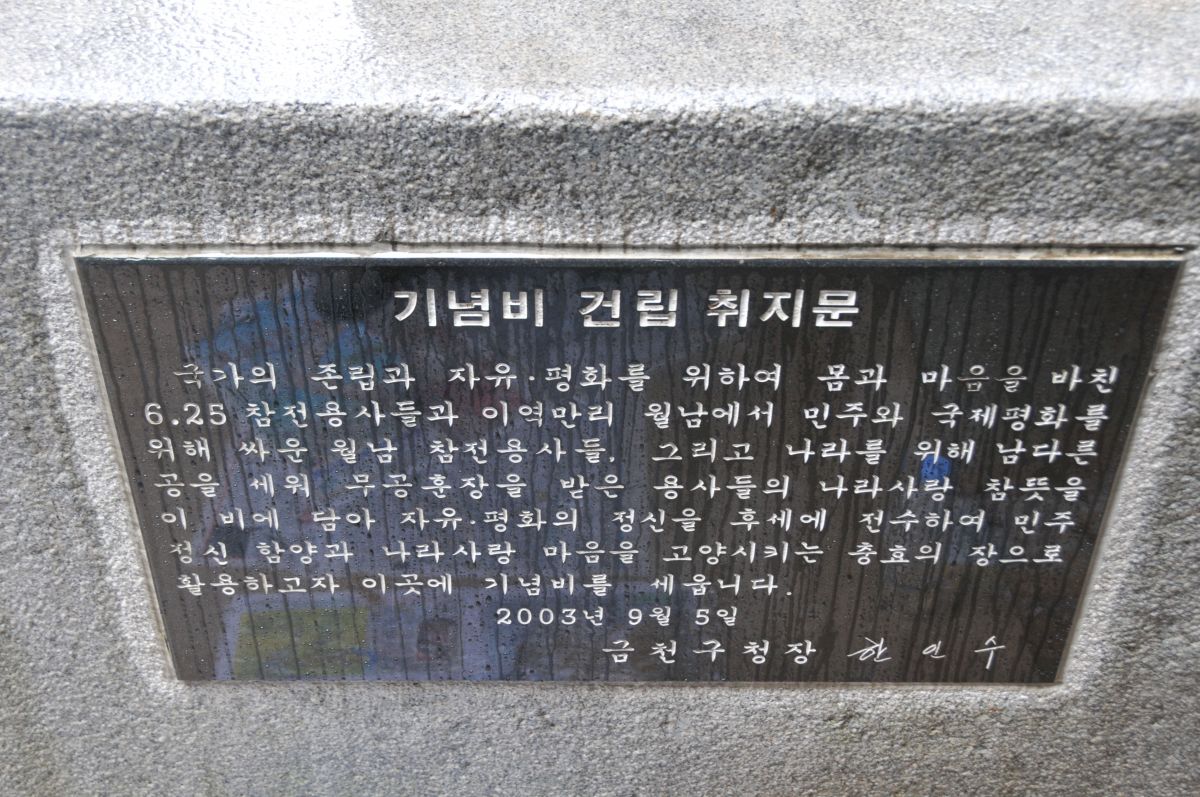 기념비 건립 취지문
국가의 존립과 자유·평화를 위하여 몸과 마음을 바친
6.25 참전용사들과 이역만리 월남에서 민주와 국제평화를
위해 싸운 월남 참전용사들, 그리고 나라를 위해 남다른
공을 세워 무공훈장을 받은 용사들의 나라사랑 참뜻을
이 비에 담아 자유·평화의 정신을 후세에 전수하여 민주
정신 함양과 나라사랑 마음을 고양시키는 충효의 장으로
활용하고자 이곳에 기념비를 세웁니다.
2003년 9월 5일
금천구청장 한인수